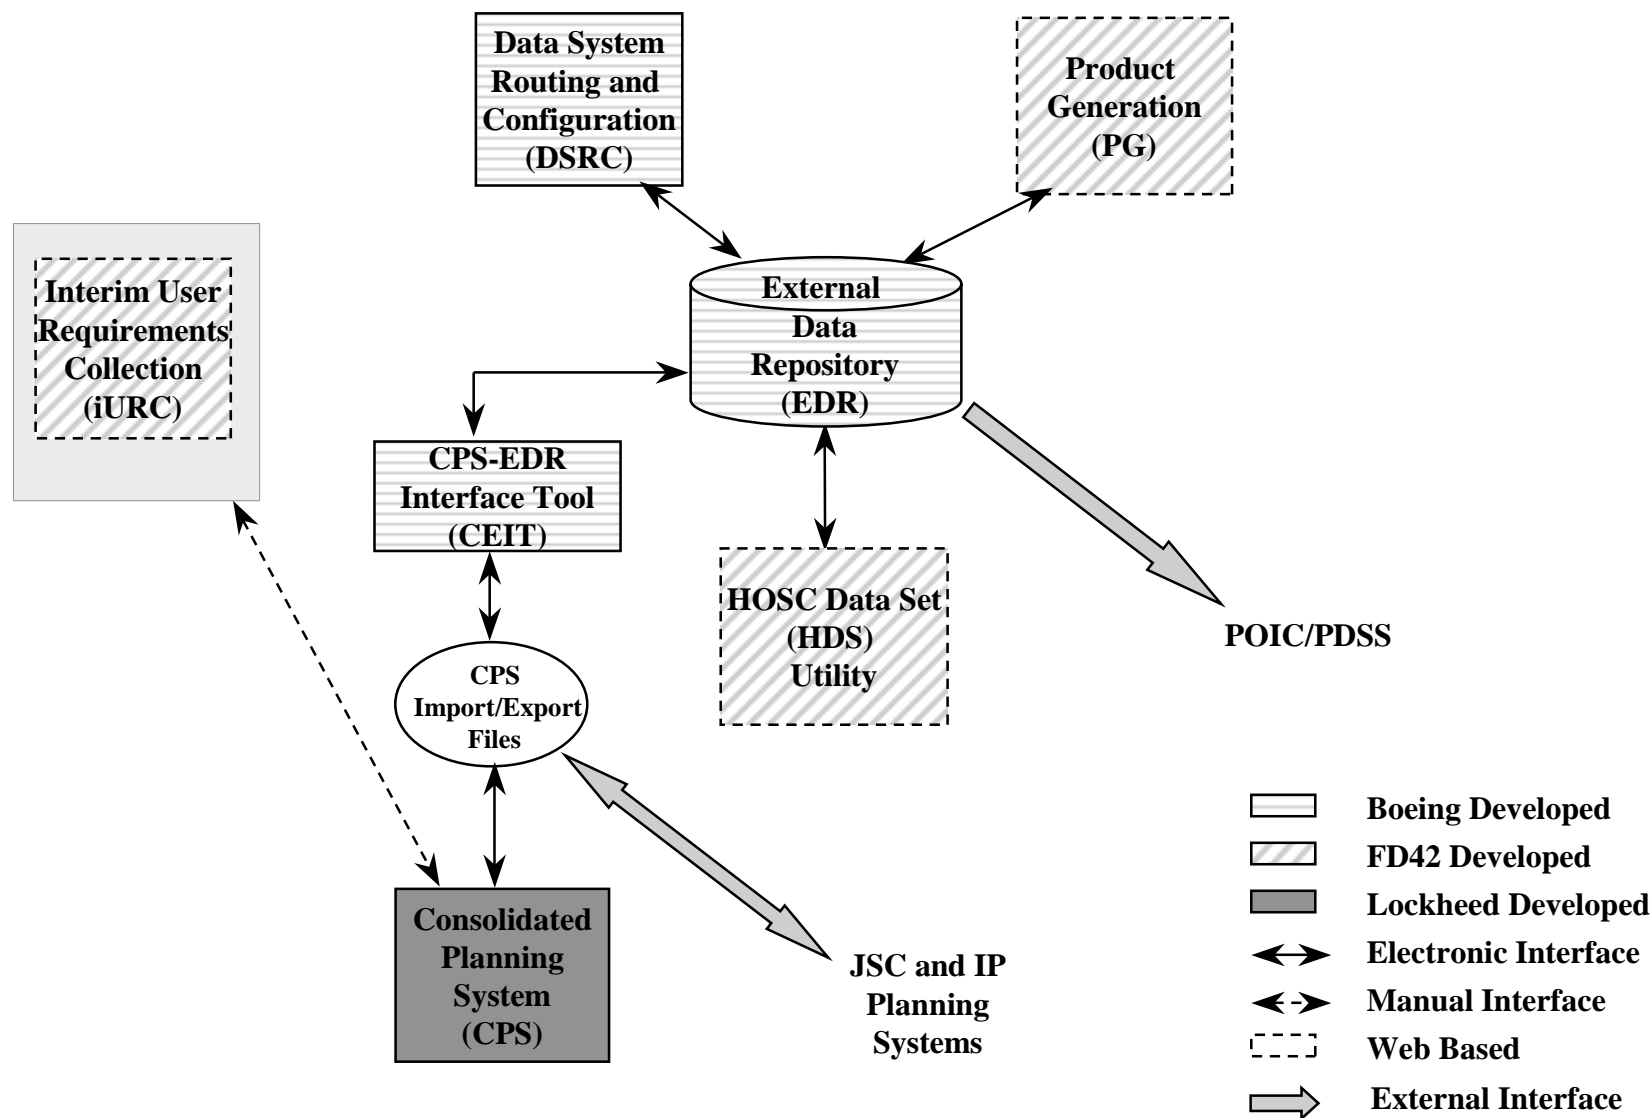 Data System
Routing and
Configuration
(DSRC)
Product
Generation
(PG)
Interim User
Requirements
Collection
(iURC)
External
Data
Repository
(EDR)
CPS-EDR
Interface Tool
(CEIT)
HOSC Data Set
(HDS)
Utility
POIC/PDSS
CPS
Import/Export
Files
Consolidated
Planning
System
(CPS)
JSC and IP
Planning
Systems
Boeing Developed
FD42 Developed
Lockheed Developed
Electronic Interface
Manual Interface
Web Based
External Interface